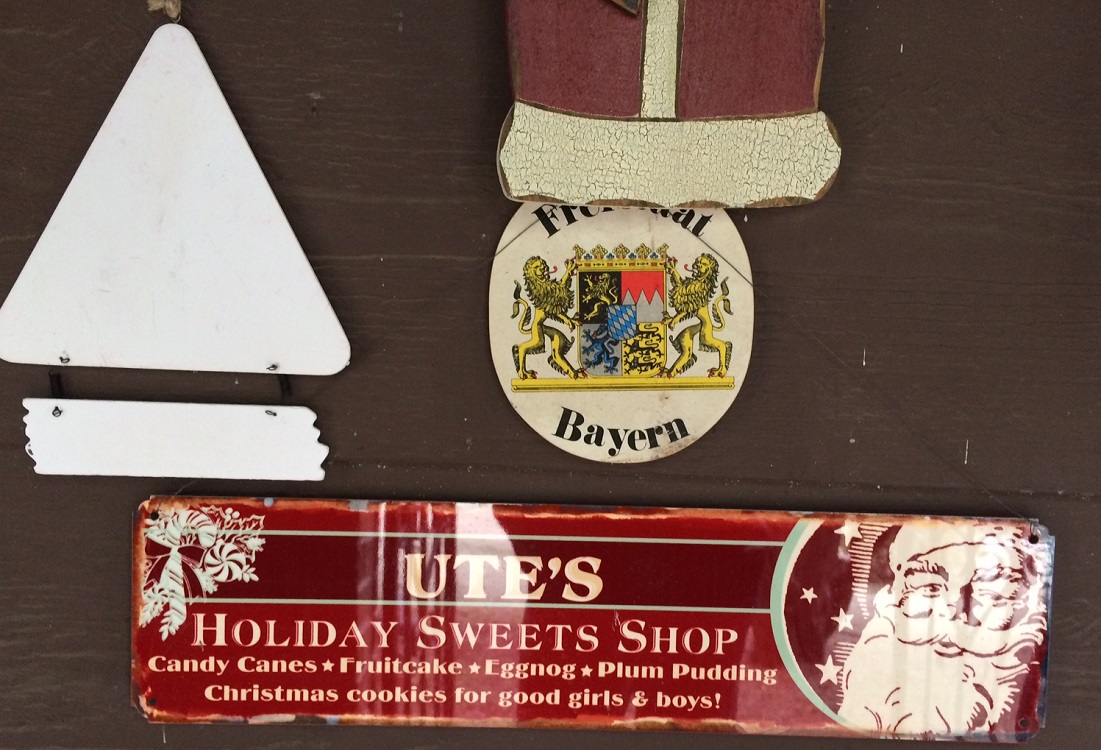 Bayern
UTE'S
HOLIDAY SWEETS SHOP
Candy Canes★Fruitcake★Eggnog★Plum Pudding
Christmas cookies for good girls & boys!